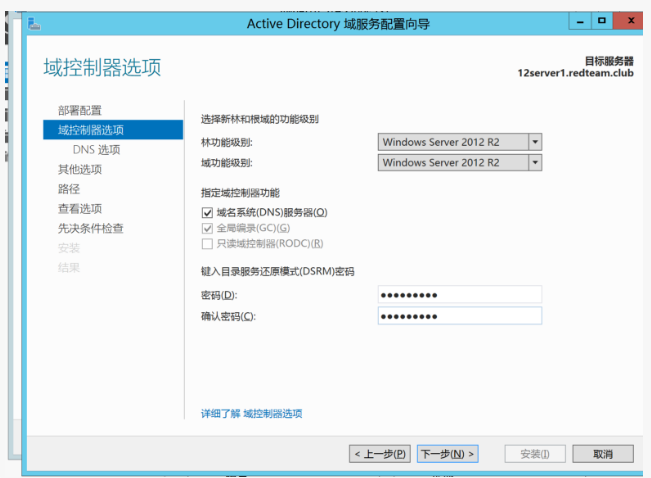 Active Directory 域服务配置向导
域控制器选项
目标服务器
12server1.redteam.club
部署配置
域控制器选项
DNS 选项
其他选项
路径
查看选项
先决条件检查
安装
结果
选择新林和根域的功能级别
林功能级别: Windows Server 2012 R2
域功能级别: Windows Server 2012 R2
指定域控制器功能
域名系统(DNS)服务器(O)
全局编录(GC)(G)
只读域控制器(RODC)(R)
键入目录服务还原模式(DSRM)密码
密码(D): ●●●●●●●●●
确认密码(C): ●●●●●●●●●
详细了解 域控制器选项
< 上一步(P) 下一步(N) > 安装(I) 取消